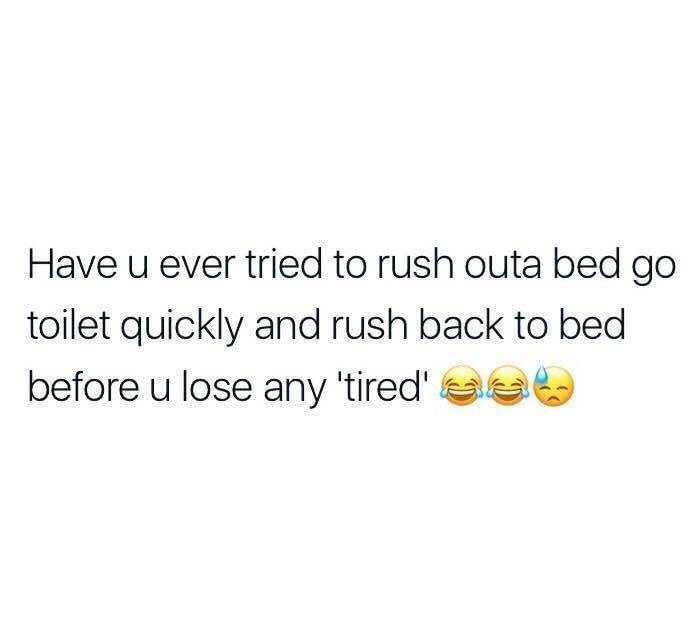 Have u ever tried to rush outa bed go
toilet quickly and rush back to bed
before u lose any 'tired' 😂😂😓